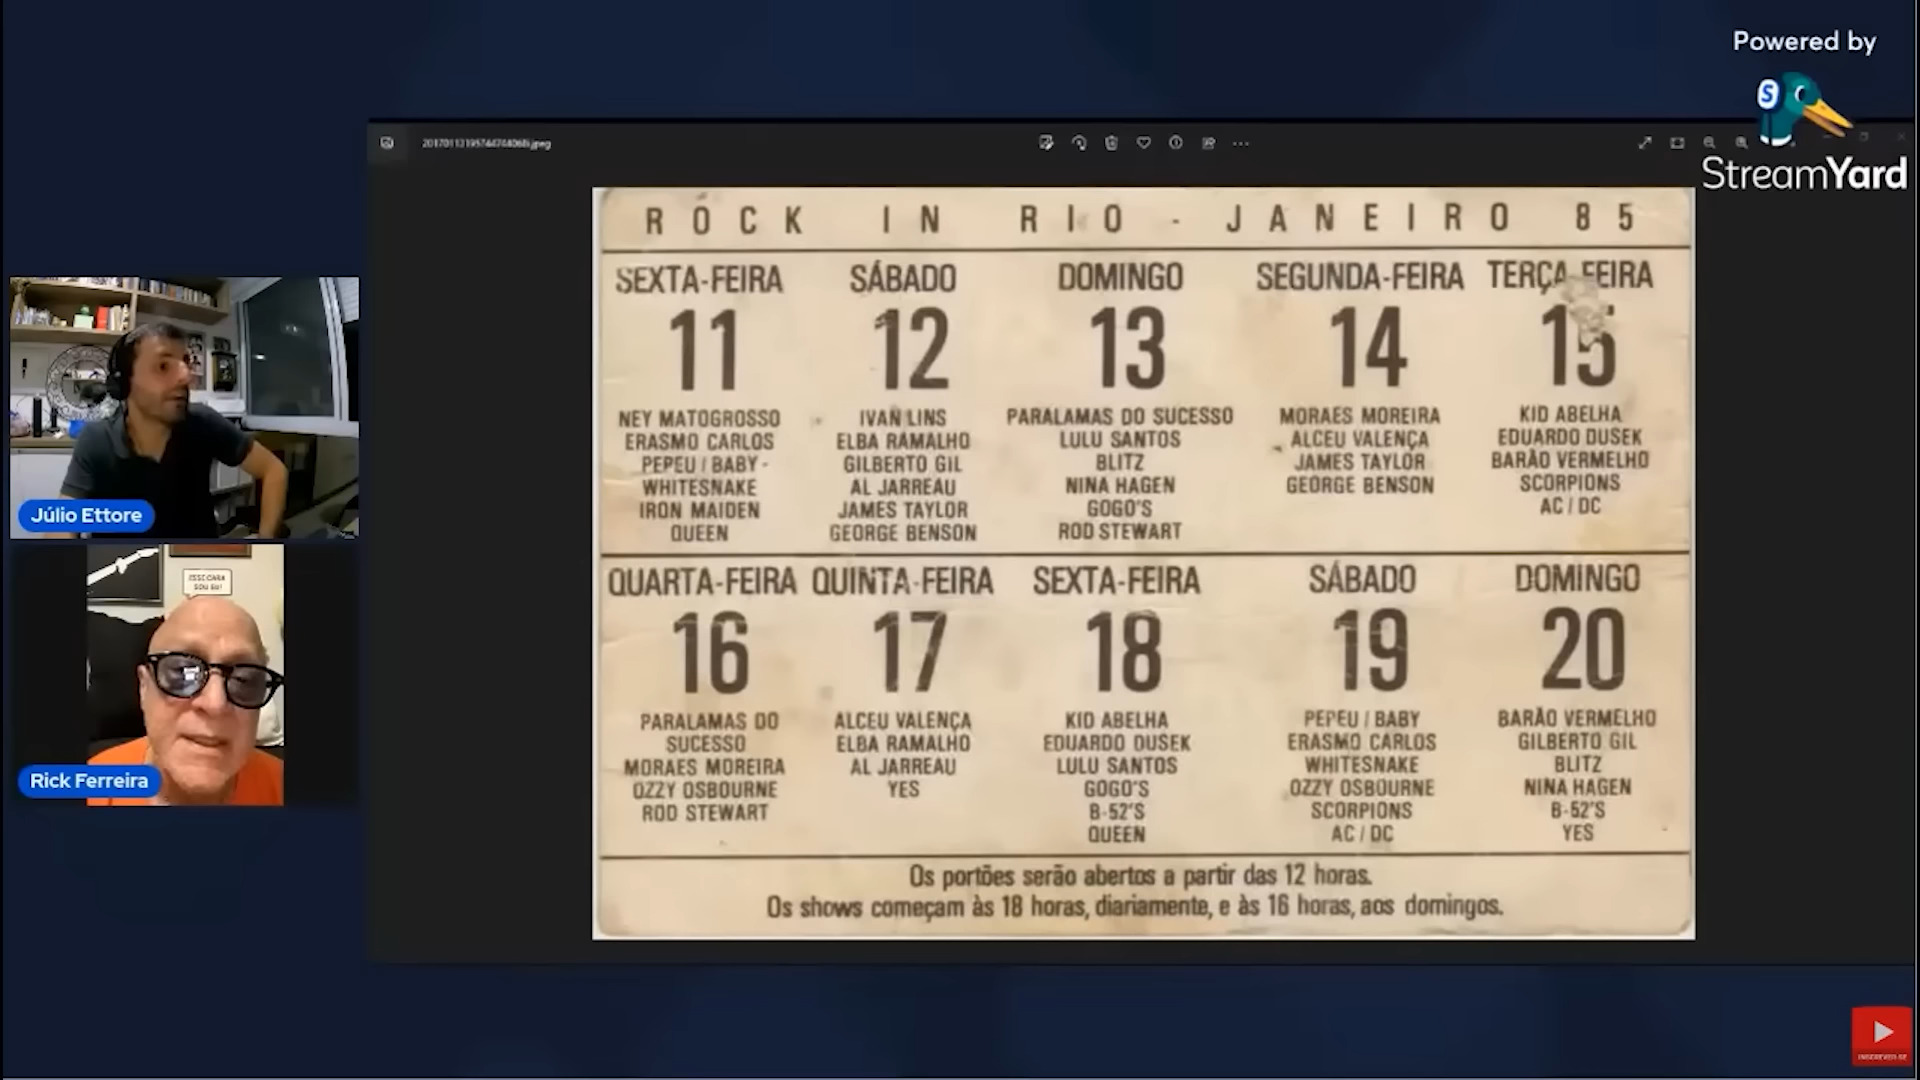 Powered by
S
StreamYard
ROCK IN RIO - JANEIRO 85
SEXTA-FEIRA
11
NEY MATOGROSSO
ERASMO CARLOS
PEPEU / BABY -
WHITESNAKE
IRON MAIDEN
QUEEN
SÁBADO
12
IVAN LINS
ELBA RAMALHO
GILBERTO GIL
AL JARREAU
JAMES TAYLOR
GEORGE BENSON
DOMINGO
13
PARALAMAS DO SUCESSO
LULU SANTOS
BLITZ
NINA HAGEN
GOGO'S
ROD STEWART
SEGUNDA-FEIRA
14
MORAES MOREIRA
ALCEU VALENÇA
JAMES TAYLOR
GEORGE BENSON
TERÇA-FEIRA
15
KID ABELHA
EDUARDO DUSEK
BARÃO VERMELHO
SCORPIONS
AC / DC
QUARTA-FEIRA
16
PARALAMAS DO
SUCESSO
MORAES MOREIRA
OZZY OSBOURNE
ROD STEWART
QUINTA-FEIRA
17
ALCEU VALENÇA
ELBA RAMALHO
AL JARREAU
YES
SEXTA-FEIRA
18
KID ABELHA
EDUARDO DUSEK
LULU SANTOS
GOGO'S
B-52'S
QUEEN
SÁBADO
19
PEPEU / BABY
ERASMO CARLOS
WHITESNAKE
OZZY OSBOURNE
SCORPIONS
AC / DC
DOMINGO
20
BARÃO VERMELHO
GILBERTO GIL
BLITZ
NINA HAGEN
B-52'S
YES
Os portões serão abertos a partir das 12 horas.
Os shows começam às 18 horas, diariamente, e às 16 horas, aos domingos.
Júlio Ettore
ESSE CARA
SOU EU!
Rick Ferreira
INSCREVER-SE